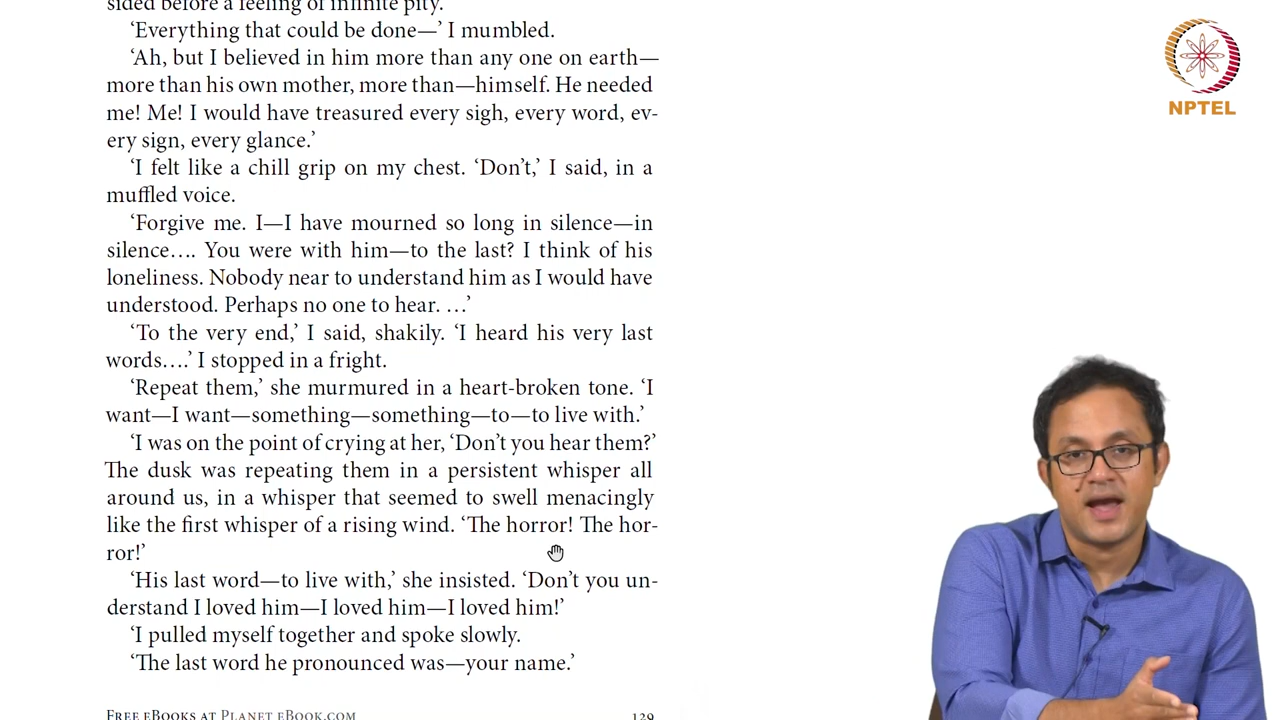 sided before a feeling of infinite pity.
‘Everything that could be done—’ I mumbled.
‘Ah, but I believed in him more than any one on earth—
more than his own mother, more than—himself. He needed
me! Me! I would have treasured every sigh, every word, ev-
ery sign, every glance.’
‘I felt like a chill grip on my chest. ‘Don’t,’ I said, in a
muffled voice.
‘Forgive me. I—I have mourned so long in silence—in
silence…. You were with him—to the last? I think of his
loneliness. Nobody near to understand him as I would have
understood. Perhaps no one to hear. …’
‘To the very end,’ I said, shakily. ‘I heard his very last
words….’ I stopped in a fright.
‘Repeat them,’ she murmured in a heart-broken tone. ‘I
want—I want—something—something—to—to live with.’
‘I was on the point of crying at her, ‘Don’t you hear them?’
The dusk was repeating them in a persistent whisper all
around us, in a whisper that seemed to swell menacingly
like the first whisper of a rising wind. ‘The horror! The hor-
ror!’
‘His last word—to live with,’ she insisted. ‘Don’t you un-
derstand I loved him—I loved him—I loved him!’
‘I pulled myself together and spoke slowly.
‘The last word he pronounced was—your name.’
FREE EBOOKS AT PLANET EBOOK.COM
129
NPTEL